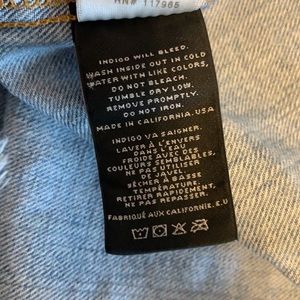 RN# 117985
INDIGO WILL BLEED.
WASH INSIDE OUT IN COLD
WATER WITH LIKE COLORS,
DO NOT BLEACH.
TUMBLE DRY LOW.
REMOVE PROMPTLY.
DO NOT IRON.
MADE IN CALIFORNIA, USA
INDIGO VA SAIGNER.
LAVER À L'ENVERS
DANS L'EAU
FROIDE AVEC DES
COULEURS SEMBLABLES,
NE PAS UTILISER
DE JAVEL.
SÉCHER À BASSE
TEMPÉRATURE.
RETIRER RAPIDEMENT,
NE PAS REPASSER.
FABRIQUÉ AUX CALIFORNIE, E.U